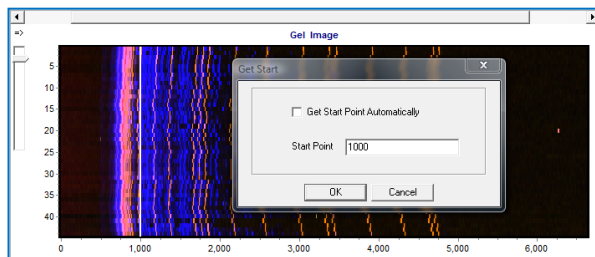 =>
Gel Image
5
10
15
20
25
30
35
40
Get Start
X
Get Start Point Automatically
Start Point 1000
OK Cancel
0 1,000 2,000 3,000 4,000 5,000 6,000